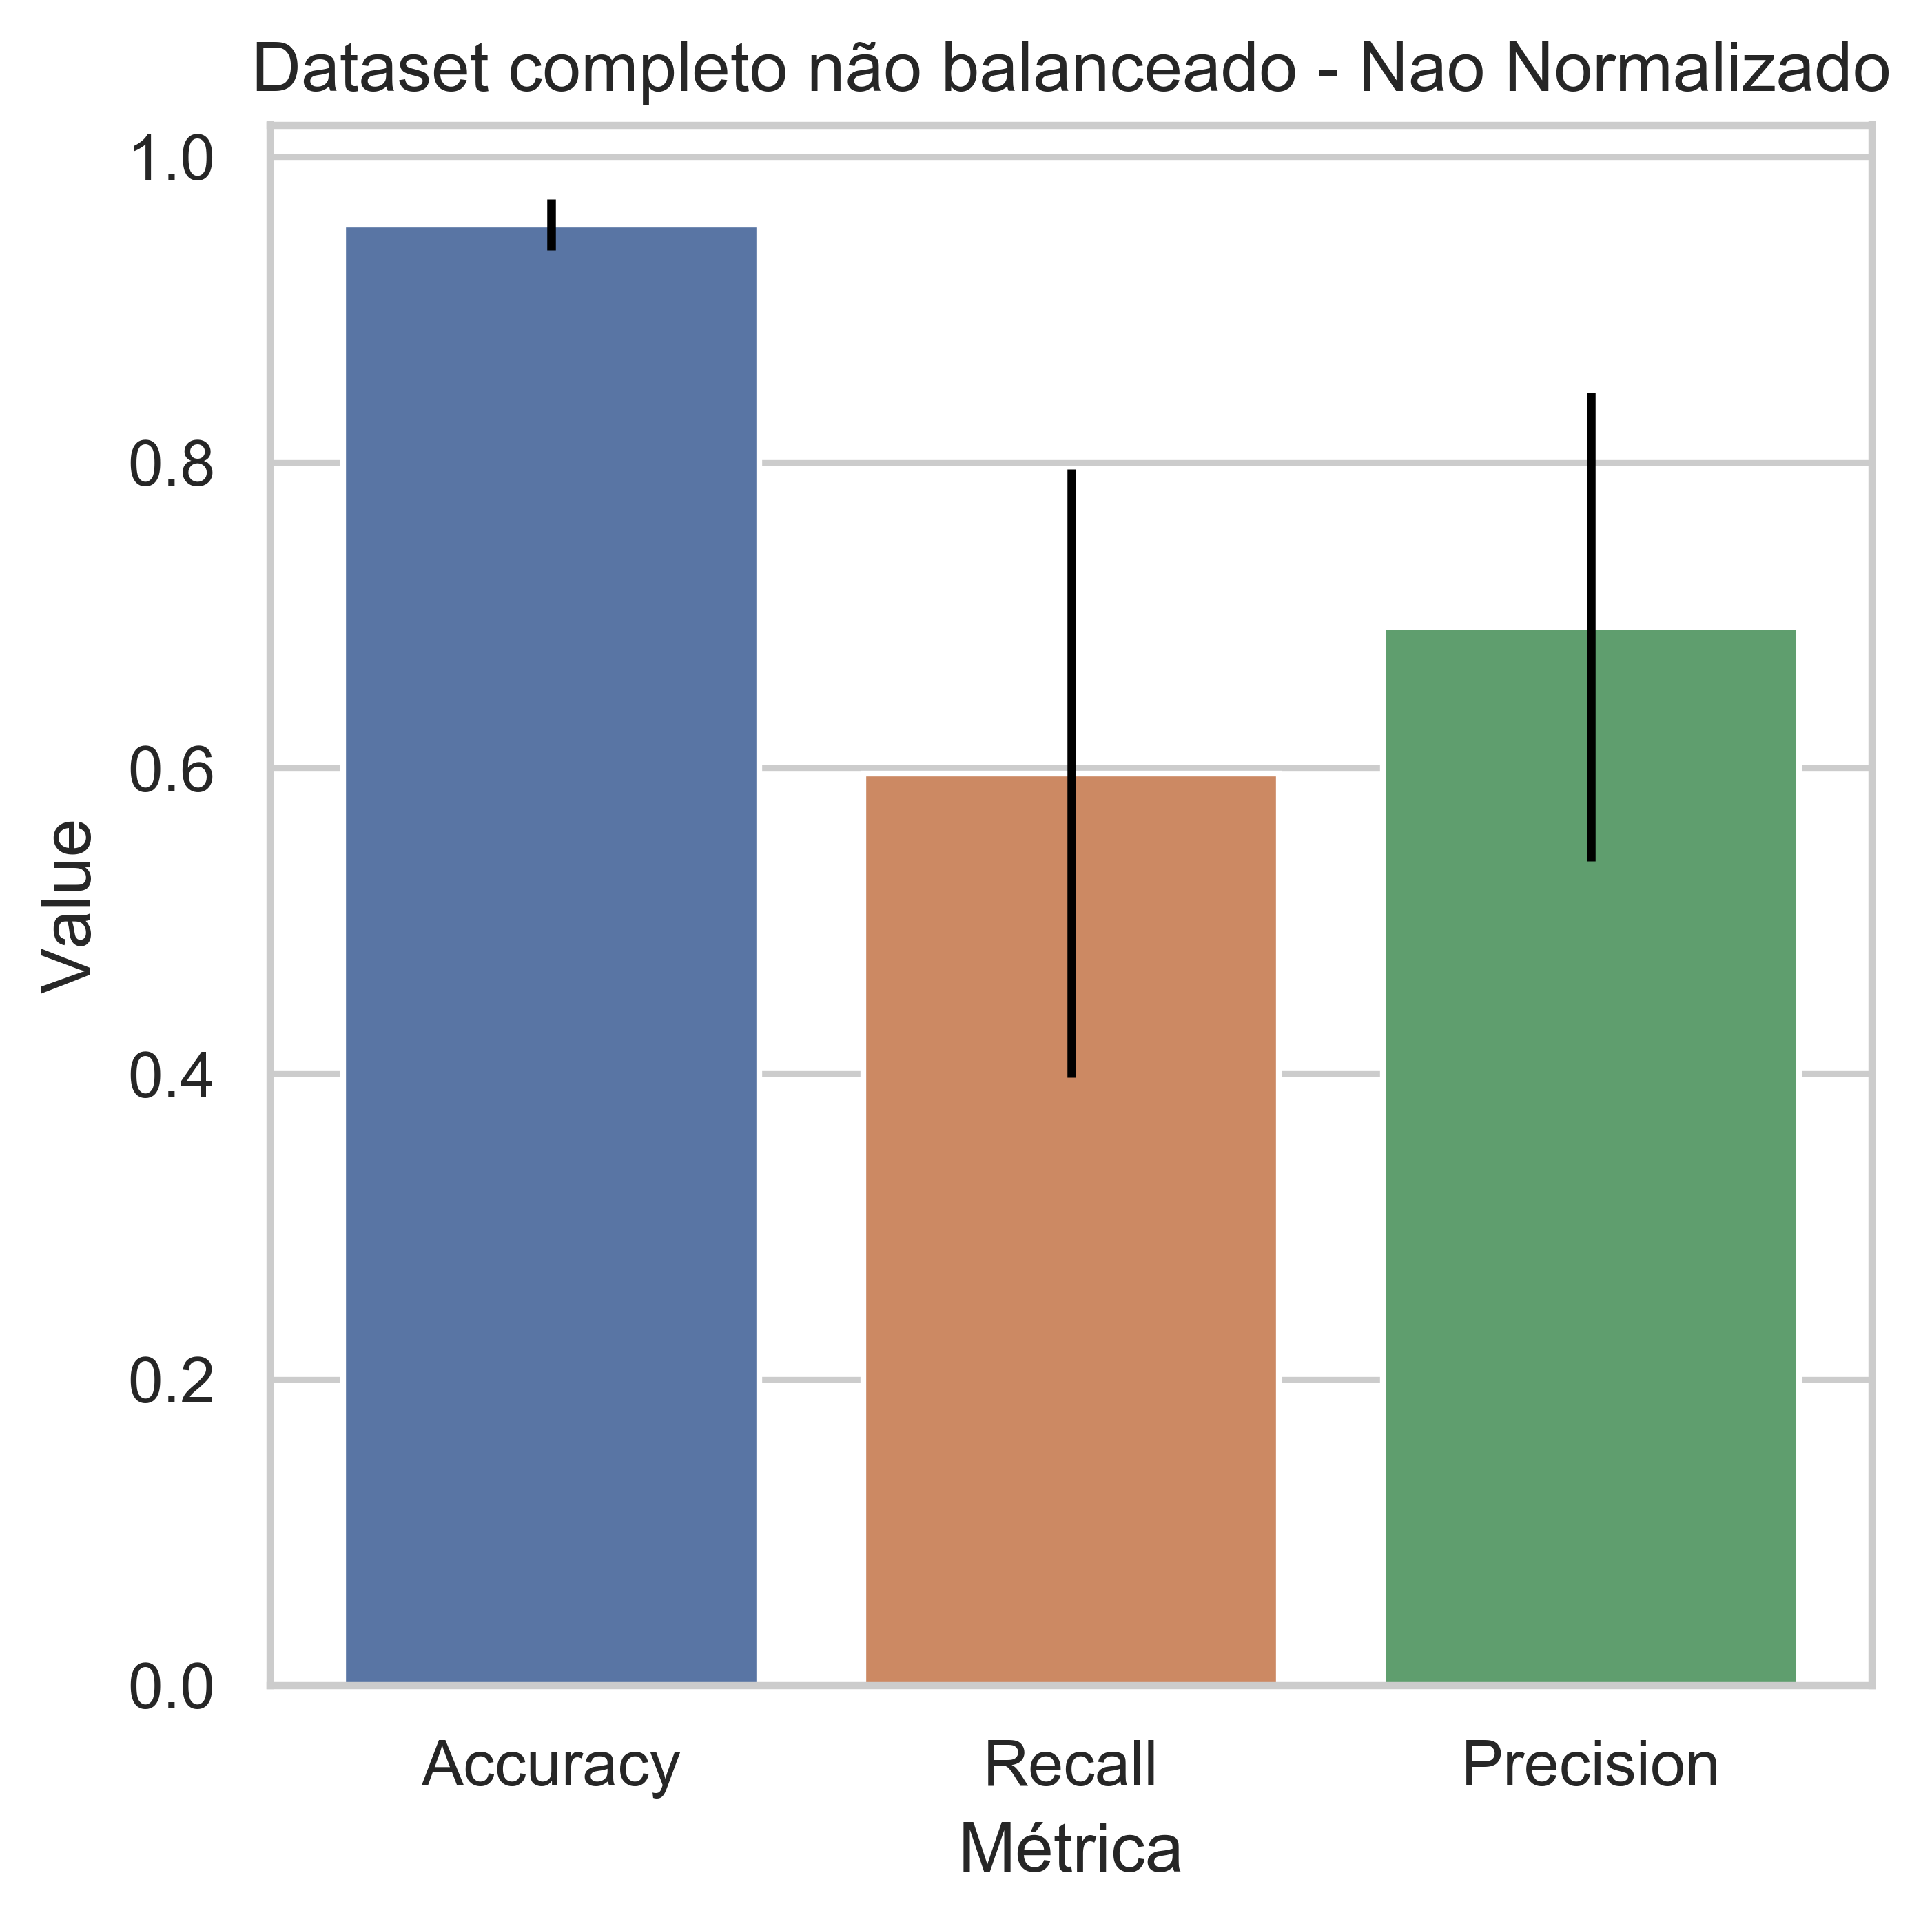 Dataset completo não balanceado - Nao Normalizado
1.0
0.8
0.6
0.4
0.2
0.0
Value
Accuracy Recall Precision
Métrica